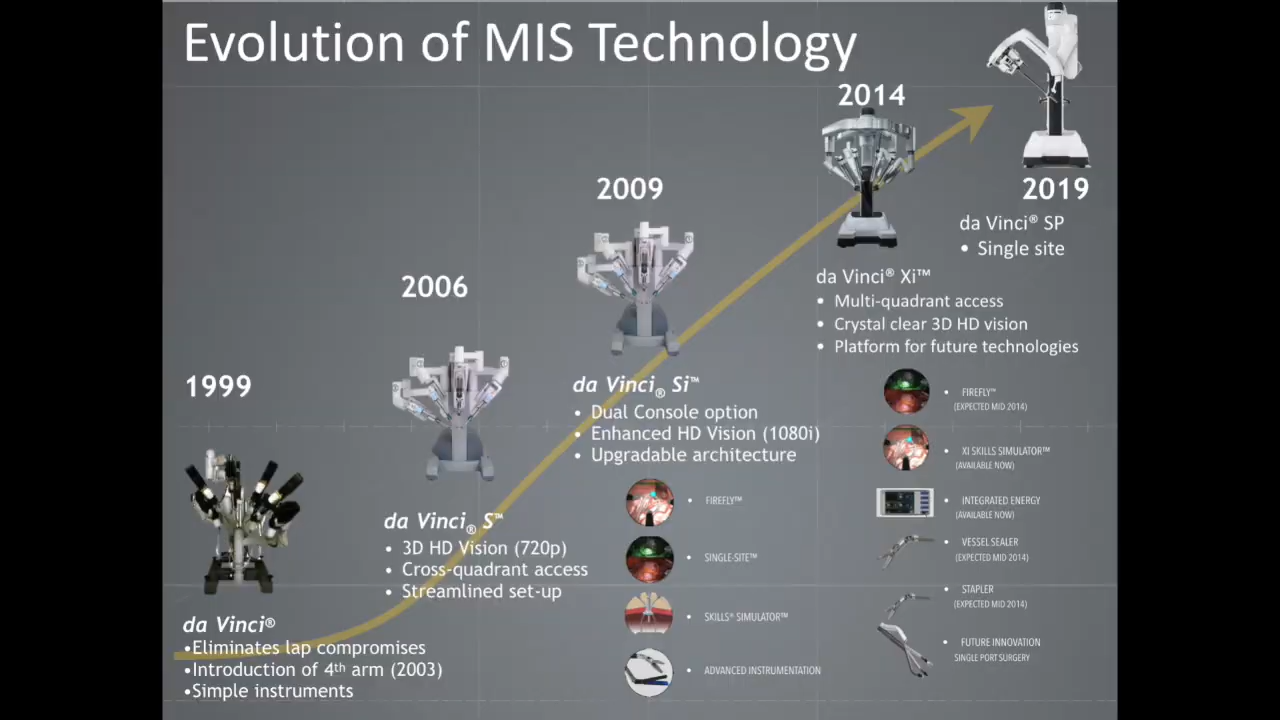 Evolution of MIS Technology
1999
da Vinci®
•Eliminates lap compromises
•Introduction of 4th arm (2003)
•Simple instruments
2006
da Vinci® S™
• 3D HD Vision (720p)
• Cross-quadrant access
• Streamlined set-up
2009
da Vinci® Si™
• Dual Console option
• Enhanced HD Vision (1080i)
• Upgradable architecture
• FIREFLY™
• SINGLE-SITE™
• SKILLS® SIMULATOR™
• ADVANCED INSTRUMENTATION
2014
da Vinci® Xi™
• Multi-quadrant access
• Crystal clear 3D HD vision
• Platform for future technologies
• FIREFLY™
(EXPECTED MID 2014)
• XI SKILLS SIMULATOR™
(AVAILABLE NOW)
• INTEGRATED ENERGY
(AVAILABLE NOW)
• VESSEL SEALER
(EXPECTED MID 2014)
• STAPLER
(EXPECTED MID 2014)
• FUTURE INNOVATION
SINGLE PORT SURGERY
2019
da Vinci® SP
• Single site